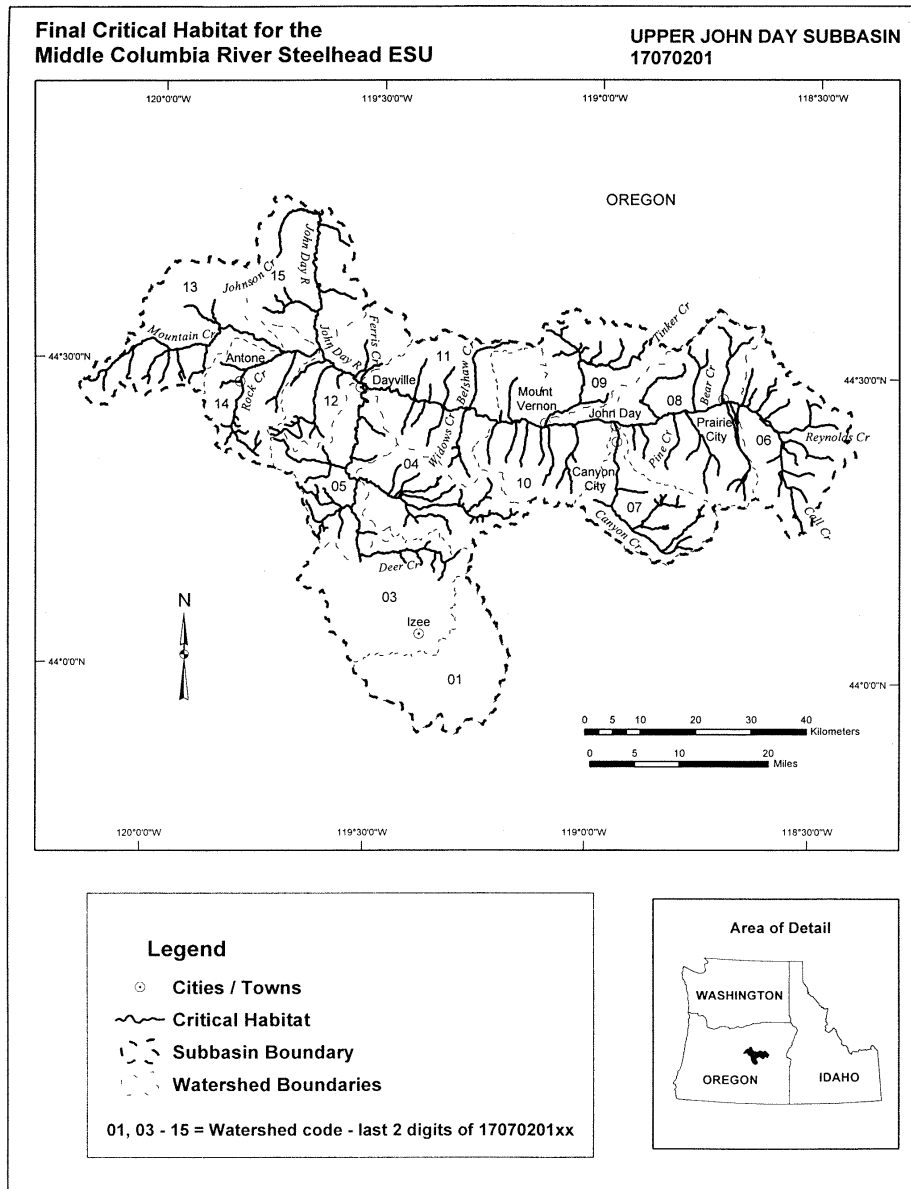 Final Critical Habitat for the
Middle Columbia River Steelhead ESU
UPPER JOHN DAY SUBBASIN
17070201
120°0'0"W
119°30'0"W
119°0'0"W
118°30'0"W
OREGON
John Day R
Johnson Cr
15
13
Mountain Cr
Ferris Cr
John Day R
Tinker Cr
44°30'0"N
44°30'0"N
Antone
Rock Cr
14
12
Dayville
11
Belshaw Cr
Mount
Vernon
09
John Day
08
Bear Cr
Prairie
City
06
Reynolds Cr
Widows Cr
04
05
10
Canyon
City
Pine Cr
07
Canyon Cr
Call Cr
Deer Cr
03
Izee
01
N
44°0'0"N
44°0'0"N
0 5 10 20 30 40
Kilometers
0 5 10 20
Miles
120°0'0"W
119°30'0"W
119°0'0"W
118°30'0"W
Legend
Cities / Towns
Critical Habitat
Subbasin Boundary
Watershed Boundaries
01, 03 - 15 = Watershed code - last 2 digits of 17070201xx
Area of Detail
WASHINGTON
OREGON
IDAHO